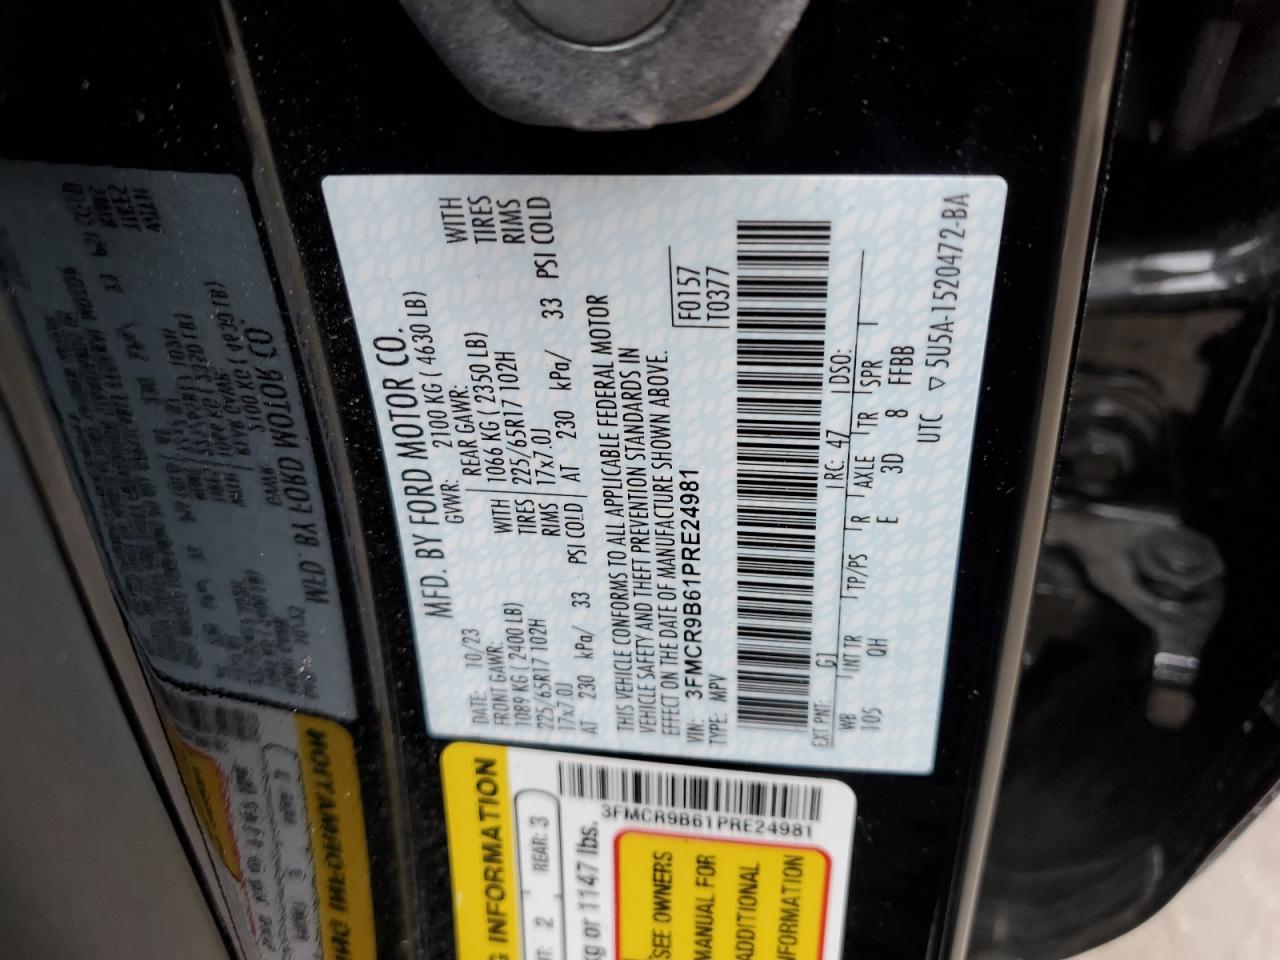 MFD. BY FORD MOTOR CO.
DATE: 10/23 GVWR: 2100 KG ( 4630 LB)
FRONT GAWR: REAR GAWR:
1089 KG ( 2400 LB) WITH 1066 KG ( 2350 LB) WITH
225/65R17 102H TIRES 225/65R17 102H TIRES
17x7.0J RIMS 17x7.0J RIMS
AT 230 kPa/ 33 PSI COLD AT 230 kPa/ 33 PSI COLD
THIS VEHICLE CONFORMS TO ALL APPLICABLE FEDERAL MOTOR
VEHICLE SAFETY AND THEFT PREVENTION STANDARDS IN
EFFECT ON THE DATE OF MANUFACTURE SHOWN ABOVE.
VIN: 3FMCR9B61PRE24981 F0157
TYPE: MPV T0377
EXT PNT: G1 RC: 47 DSO:
WB INT TR TP/PS R AXLE TR SPR
105 QH E 3D 8 FFBB
UTC ▽ 5U5A-1520472-BA
INFORMATION
2 REAR: 3
kg or 1147 lbs.
3FMCR9B61PRE24981
SEE OWNERS
MANUAL FOR
ADDITIONAL
INFORMATION